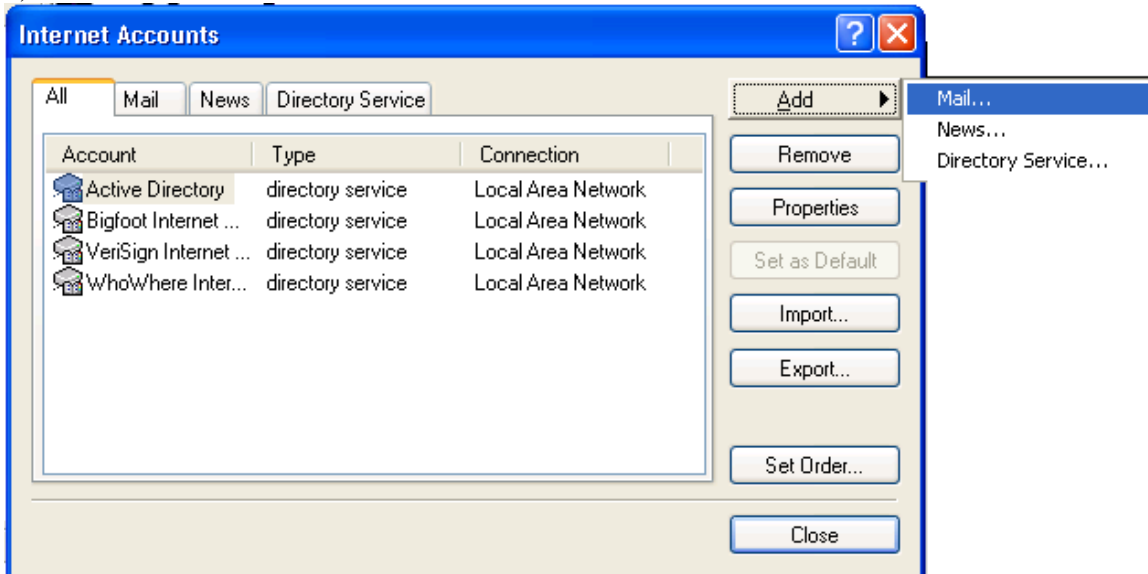 Internet Accounts
All Mail News Directory Service
Add
Mail...
News...
Directory Service...
Account Type Connection
Active Directory directory service Local Area Network
Bigfoot Internet ... directory service Local Area Network
VeriSign Internet ... directory service Local Area Network
WhoWhere Inter... directory service Local Area Network
Remove
Properties
Set as Default
Import...
Export...
Set Order...
Close